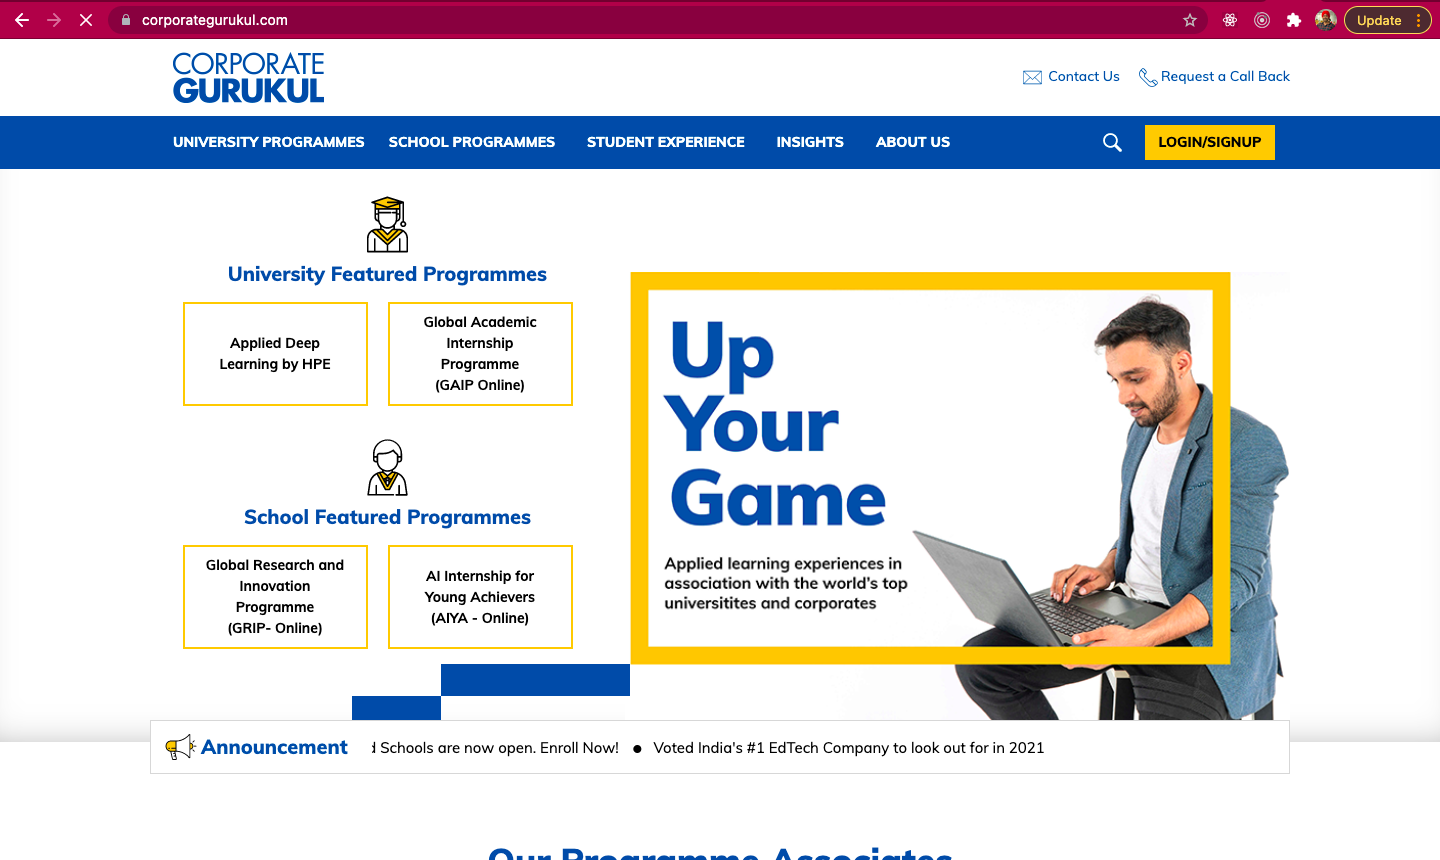 corporategurukul.com
Update
CORPORATE
GURUKUL
Contact Us
Request a Call Back
UNIVERSITY PROGRAMMES
SCHOOL PROGRAMMES
STUDENT EXPERIENCE
INSIGHTS
ABOUT US
LOGIN/SIGNUP
University Featured Programmes
Applied Deep
Learning by HPE
Global Academic
Internship
Programme
(GAIP Online)
School Featured Programmes
Global Research and
Innovation
Programme
(GRIP- Online)
AI Internship for
Young Achievers
(AIYA - Online)
Up
Your
Game
Applied learning experiences in
association with the world's top
universitites and corporates
Announcement
Schools are now open. Enroll Now! ● Voted India's #1 EdTech Company to look out for in 2021
Our Programme Associates